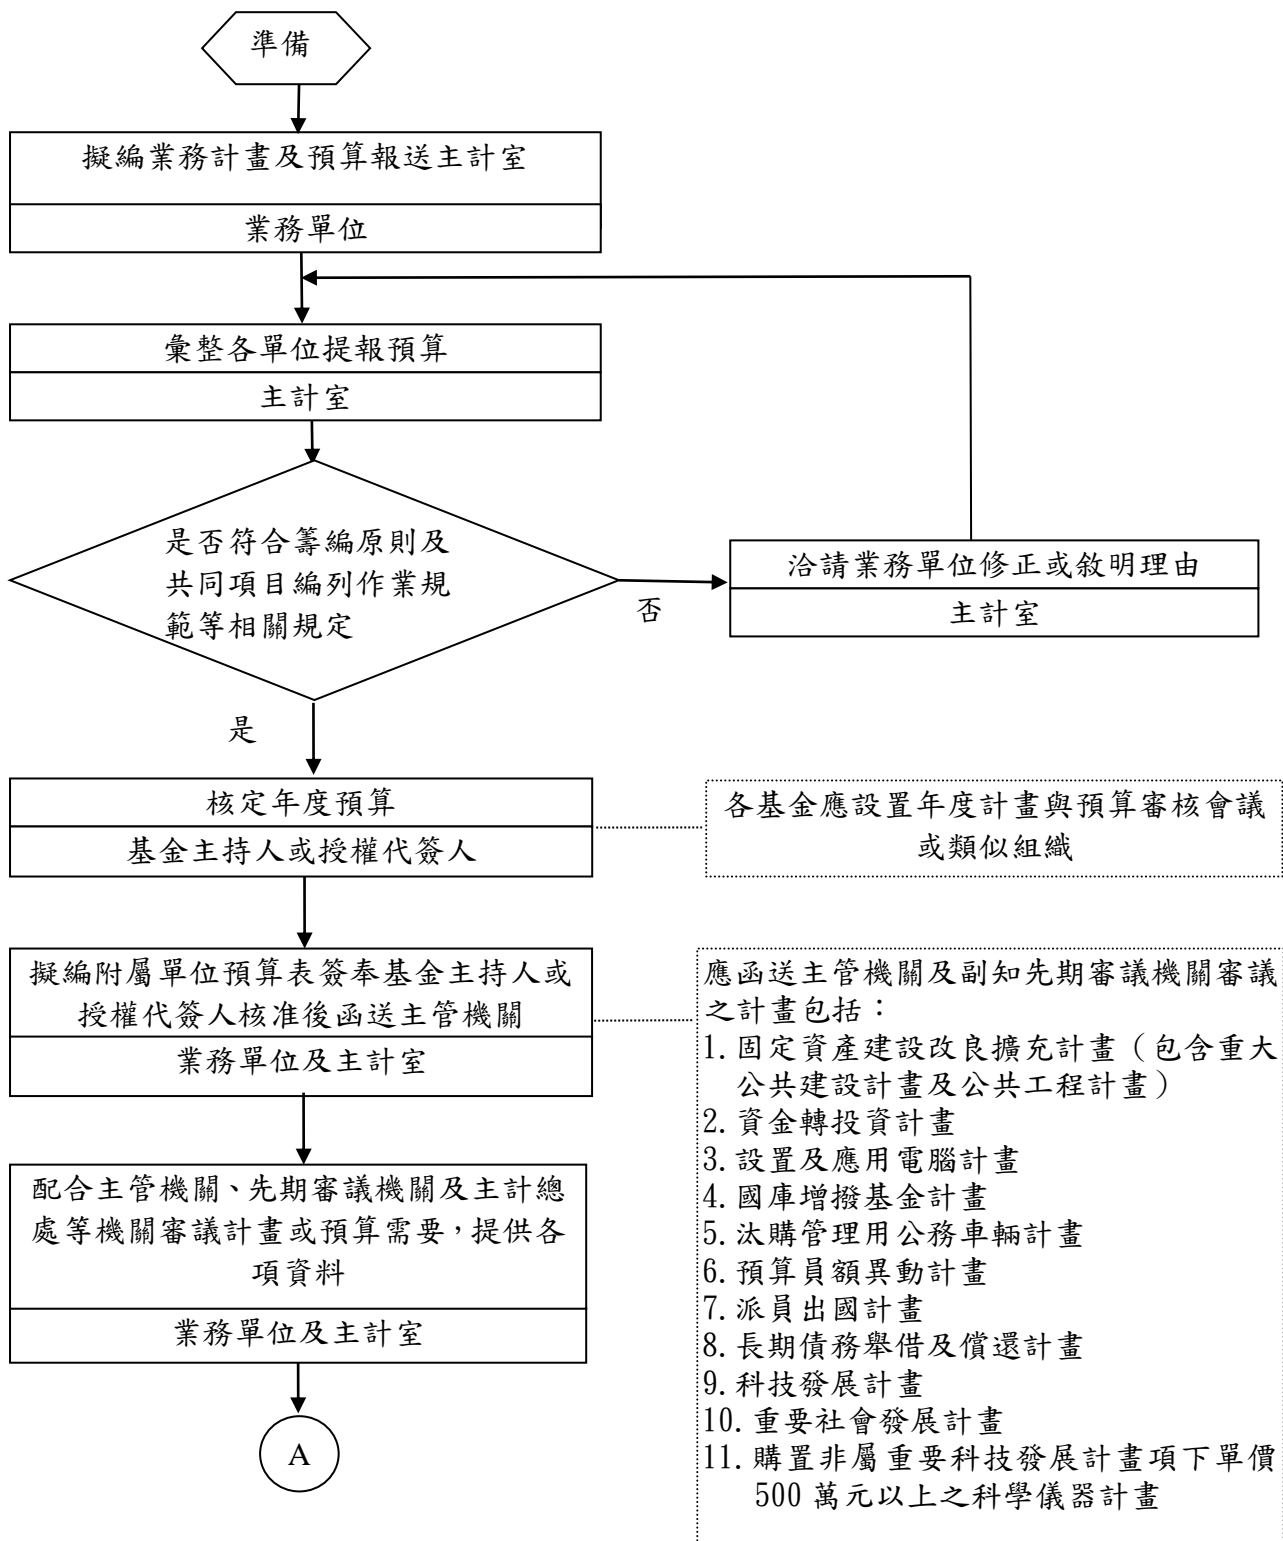 準備
擬編業務計畫及預算報送主計室
業務單位
彙整各單位提報預算
主計室
是否符合籌編原則及
共同項目編列作業規
範等相關規定
否
洽請業務單位修正或敘明理由
主計室
是
核定年度預算
基金主持人或授權代簽人
各基金應設置年度計畫與預算審核會議
或類似組織
擬編附屬單位預算表簽奉基金主持人或
授權代簽人核准後函送主管機關
業務單位及主計室
應函送主管機關及副知先期審議機關審議
之計畫包括：
1.固定資產建設改良擴充計畫（包含重大
公共建設計畫及公共工程計畫）
2.資金轉投資計畫
3.設置及應用電腦計畫
4.國庫增撥基金計畫
5.汰購管理用公務車輛計畫
6.預算員額異動計畫
7.派員出國計畫
8.長期債務舉借及償還計畫
9.科技發展計畫
10.重要社會發展計畫
11.購置非屬重要科技發展計畫項下單價
500 萬元以上之科學儀器計畫
配合主管機關、先期審議機關及主計總
處等機關審議計畫或預算需要，提供各
項資料
業務單位及主計室
A